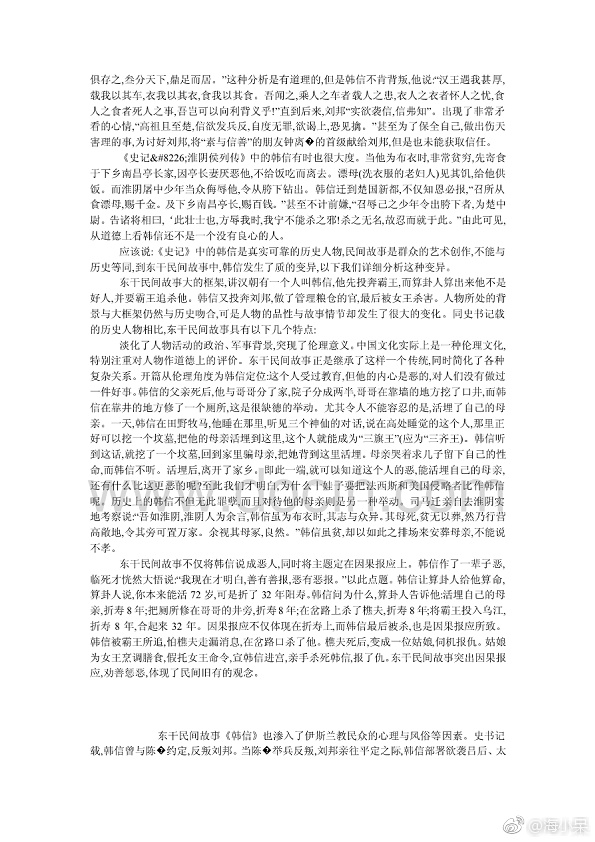 俱存之,叁分天下,鼎足而居。”这种分析是有道理的,但是韩信不肯背叛,他说:“汉王遇我甚厚,
载我以其车,衣我以其衣,食我以其食。吾闻之,乘人之车者载人之患,衣人之衣者怀人之忧,食
人之食者死人之事,吾岂可以向利背义乎!”直到后来,刘邦“实欲袭信,信弗知”。出现了非常矛
看的心情,“高祖且至楚,信欲发兵反,自度无罪,欲谒上,恐见擒。”甚至为了保全自己,做出伤天
害理的事,为讨好刘邦,将“素与信善”的朋友钟离�的首级献给刘邦,但是也未能获取信任。
《史记&#8226;淮阴侯列传》中的韩信有时也很大度。当他为布衣时,非常贫穷,先寄食
于下乡南昌亭长家,因亭长妻厌恶他,不给饭吃而离去。漂母(洗衣服的老妇人)见其饥,给他供
饭。而淮阴屠中少年当众侮辱他,令从胯下钻出。韩信迁到楚国新都,不仅知恩必报,“召所从
食漂母,赐千金。及下乡南昌亭长,赐百钱。”甚至不计前嫌,“召辱己之少年令出胯下者,为楚中
尉。告诸将相曰,‘此壮士也,方辱我时,我宁不能杀之邪!杀之无名,故忍而就于此。”由此可见,
从道德上看韩信还不是一个没有良心的人。
应该说:《史记》中的韩信是真实可靠的历史人物,民间故事是群众的艺术创作,不能与
历史等同,到东干民间故事中,韩信发生了质的变异,以下我们详细分析这种变异。
东干民间故事大的框架,讲汉朝有一个人叫韩信,他先投奔霸王,而算卦人算出来他不是
好人,并要霸王追杀他。韩信又投奔刘邦,做了管理粮仓的官,最后被女王杀害。人物所处的背
景与大框架仍然与历史吻合,可是人物的品性与故事情节却发生了很大的变化。同史书记载
的历史人物相比,东干民间故事具有以下几个特点:
淡化了人物活动的政治、军事背景,突现了伦理意义。中国文化实际上是一种伦理文化,
特别注重对人物作道德上的评价。东干民间故事正是继承了这样一个传统,同时简化了各种
复杂关系。开篇从伦理角度为韩信定位:这个人受过教育,但他的内心是恶的,对人们没有做过
一件好事。韩信的父亲死后,他与哥哥分了家,院子分成两半,哥哥在靠墙的地方挖了口井,而韩
信在靠井的地方修了一个厕所,这是很缺德的举动。尤其令人不能容忍的是,活埋了自己的母
亲。一天,韩信在田野牧马,他睡在那里,听见三个神仙的对话,说在高处睡觉的这个人,那里正
好可以挖一个坟墓,把他的母亲活埋到这里,这个人就能成为“三旗王”(应为“三齐王)。韩信听
到这话,就挖了一个坟墓,回到家里骗母亲,把她背到这里活埋。母亲哭着求儿子留下自己的性
命,而韩信不听。活埋后,离开了家乡。即此一端,就可以知道这个人的恶,能活埋自己的母亲,
还有什么比这更恶的呢?至此我们才明白,为什么十娃子要把法西斯和美国侵略者比作韩信
呢。历史上的韩信不但无此罪孽,而且对待他的母亲则是另一种举动。司马迁亲自去淮阴实
地考察说:“吾如淮阴,淮阴人为余言,韩信虽为布衣时,其志与众异。其母死,贫无以葬,然乃行营
高敞地,令其旁可置万家。余视其母冢,良然。”韩信虽贫,却以如此之排场来安葬母亲,不能说
不孝。
东干民间故事不仅将韩信说成恶人,同时将主题定在因果报应上。韩信作了一辈子恶,
临死才恍然大悟说:“我现在才明白,善有善报,恶有恶报。”以此点题。韩信让算卦人给他算命,
算卦人说,你本来能活 72 岁,可是折了 32 年阳寿。韩信问为什么,算卦人告诉他:活埋自己的母
亲,折寿 8 年;把厕所修在哥哥的井旁,折寿 8 年;在岔路上杀了樵夫,折寿 8 年;将霸王投入乌江,
折寿 8 年,合起来 32 年。因果报应不仅体现在折寿上,而韩信最后被杀,也是因果报应所致。
韩信被霸王所追,怕樵夫走漏消息,在岔路口杀了他。樵夫死后,变成一位姑娘,伺机报仇。姑娘
为女王烹调膳食,假托女王命令,宣韩信进宫,亲手杀死韩信,报了仇。东干民间故事突出因果报
应,劝善惩恶,体现了民间旧有的观念。
东干民间故事《韩信》也渗入了伊斯兰教民众的心理与风俗等因素。史书记
载,韩信曾与陈�约定,反叛刘邦。当陈�举兵反叛,刘邦亲往平定之际,韩信部署欲袭吕后、太
www.docin.com
@淘小呆